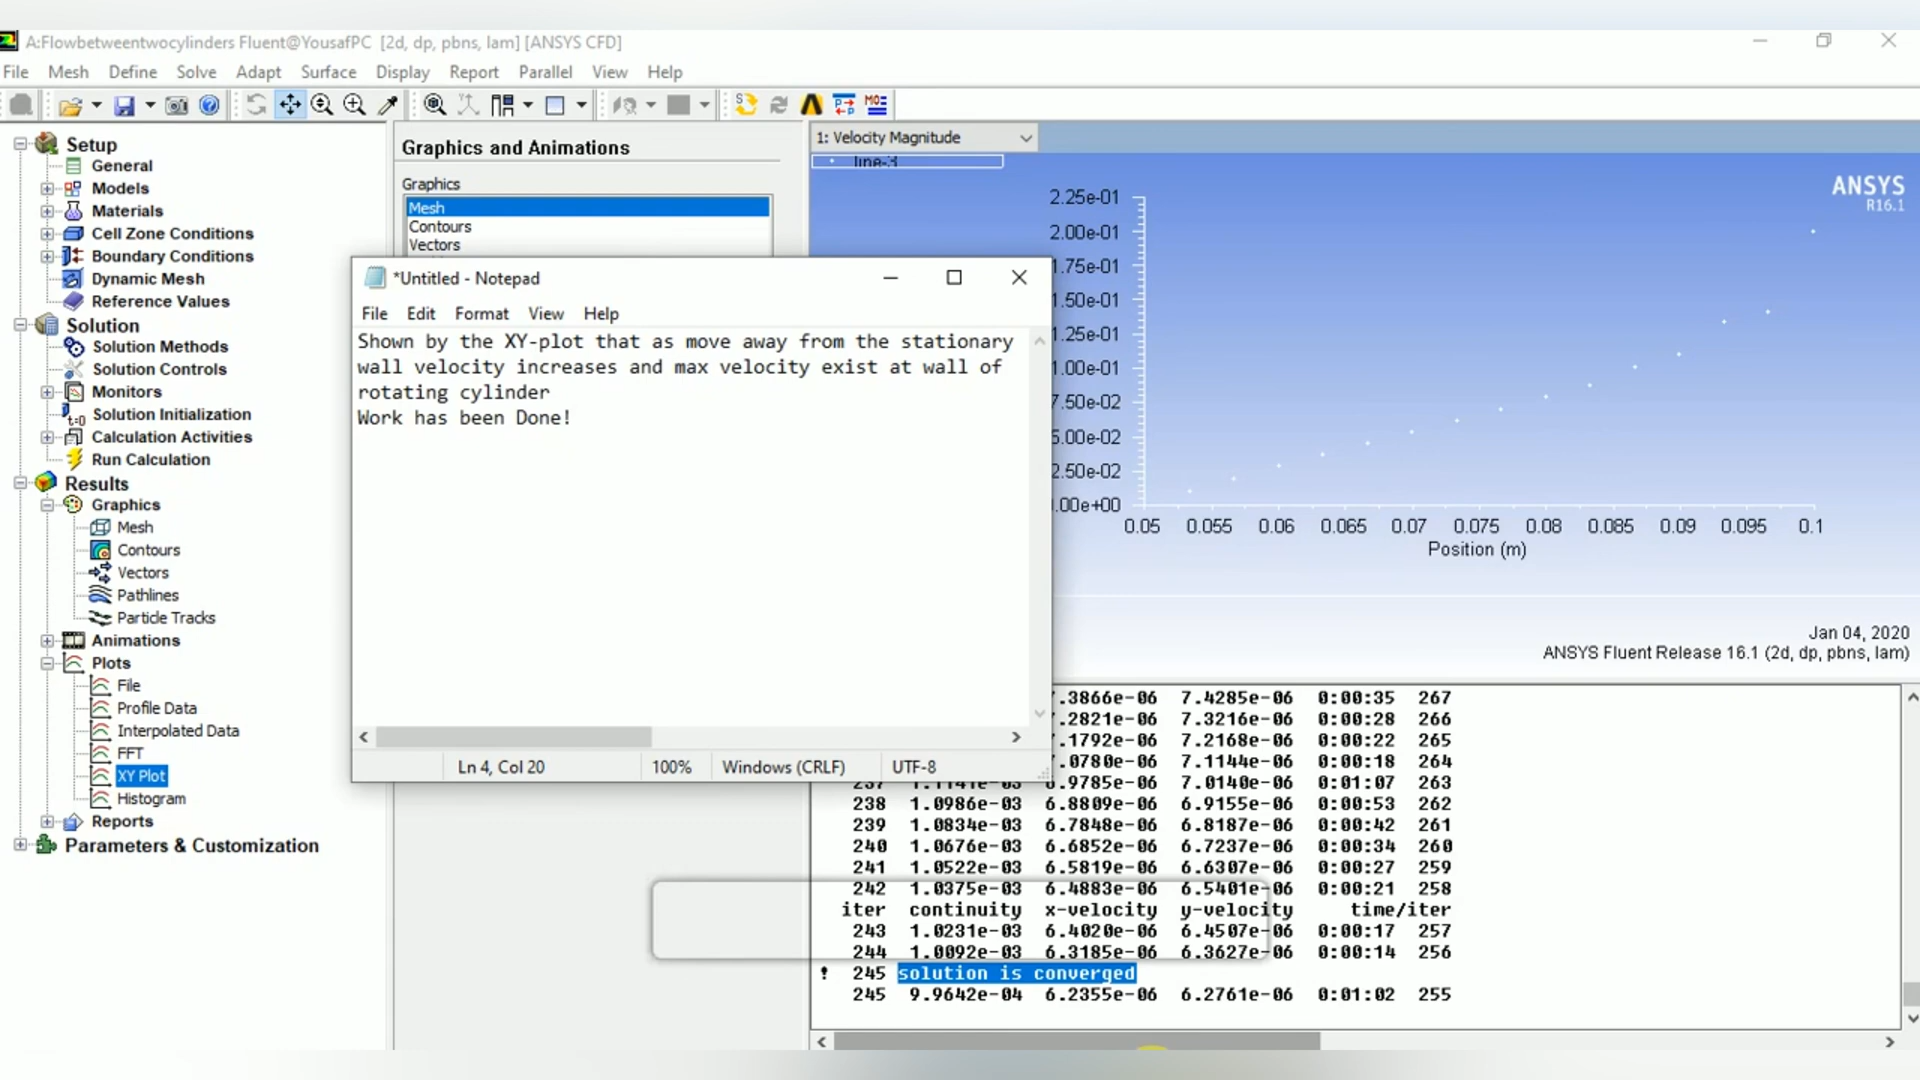 A:Flowbetweentwocylinders Fluent@YousafPC [2d, dp, pbns, lam] [ANSYS CFD]
File Mesh Define Solve Adapt Surface Display Report Parallel View Help
Setup
General
Models
Materials
Cell Zone Conditions
Boundary Conditions
Dynamic Mesh
Reference Values
Solution
Solution Methods
Solution Controls
Monitors
Solution Initialization
Calculation Activities
Run Calculation
Results
Graphics
Mesh
Contours
Vectors
Pathlines
Particle Tracks
Animations
Plots
File
Profile Data
Interpolated Data
FFT
XY Plot
Histogram
Reports
Parameters & Customization
Graphics and Animations
Graphics
Mesh
Contours
Vectors
*Untitled - Notepad
File Edit Format View Help
Shown by the XY-plot that as move away from the stationary
wall velocity increases and max velocity exist at wall of
rotating cylinder
Work has been Done!
Ln 4, Col 20 100% Windows (CRLF) UTF-8
1: Velocity Magnitude
line-3
ANSYS
R16.1
2.25e-01
2.00e-01
1.75e-01
1.50e-01
1.25e-01
1.00e-01
7.50e-02
5.00e-02
2.50e-02
.00e+00
0.05 0.055 0.06 0.065 0.07 0.075 0.08 0.085 0.09 0.095 0.1
Position (m)
Jan 04, 2020
ANSYS Fluent Release 16.1 (2d, dp, pbns, lam)
.3866e-06 7.4285e-06 0:00:35 267
.2821e-06 7.3216e-06 0:00:28 266
.1792e-06 7.2168e-06 0:00:22 265
.0780e-06 7.1144e-06 0:00:18 264
.9785e-06 7.0140e-06 0:01:07 263
238 1.0986e-03 6.8809e-06 6.9155e-06 0:00:53 262
239 1.0834e-03 6.7848e-06 6.8187e-06 0:00:42 261
240 1.0676e-03 6.6852e-06 6.7237e-06 0:00:34 260
241 1.0522e-03 6.5819e-06 6.6307e-06 0:00:27 259
242 1.0375e-03 6.4883e-06 6.5401e-06 0:00:21 258
iter continuity x-velocity y-velocity time/iter
243 1.0231e-03 6.4020e-06 6.4507e-06 0:00:17 257
244 1.0092e-03 6.3185e-06 6.3627e-06 0:00:14 256
! 245 solution is converged
245 9.9642e-04 6.2355e-06 6.2761e-06 0:01:02 255